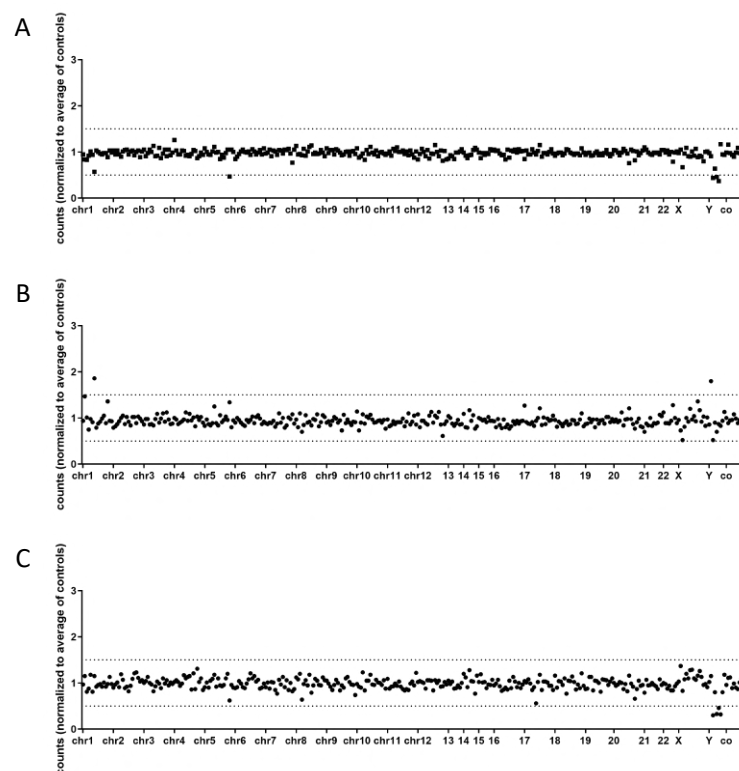 A
counts (normalized to average of controls)
3
2
1
0
chr1 chr2 chr3 chr4 chr5 chr6 chr7 chr8 chr9 chr10 chr11 chr12 13 14 15 16 17 18 19 20 21 22 X Y co
B
counts (normalized to average of controls)
3
2
1
0
chr1 chr2 chr3 chr4 chr5 chr6 chr7 chr8 chr9 chr10 chr11 chr12 13 14 15 16 17 18 19 20 21 22 X Y co
C
counts (normalized to average of controls)
3
2
1
0
chr1 chr2 chr3 chr4 chr5 chr6 chr7 chr8 chr9 chr10 chr11 chr12 13 14 15 16 17 18 19 20 21 22 X Y co